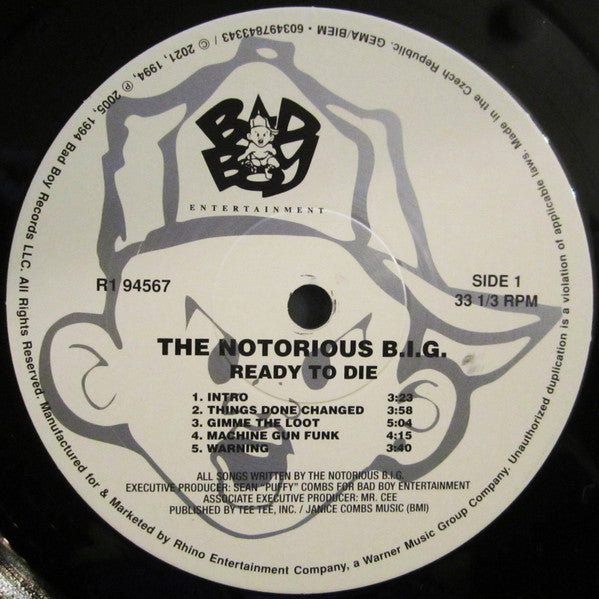 BAD BOY
ENTERTAINMENT
R1 94567
SIDE 1
33 1/3 RPM
THE NOTORIOUS B.I.G.
READY TO DIE
1. INTRO 3:23
2. THINGS DONE CHANGED 3:58
3. GIMME THE LOOT 5:04
4. MACHINE GUN FUNK 4:15
5. WARNING 3:40
ALL SONGS WRITTEN BY THE NOTORIOUS B.I.G.
EXECUTIVE PRODUCER: SEAN "PUFFY" COMBS FOR BAD BOY ENTERTAINMENT
ASSOCIATE EXECUTIVE PRODUCER: MR. CEE
PUBLISHED BY TEE TEE, INC. / JANICE COMBS MUSIC (BMI)
© 2021, 1994, ℗ 2005, 1994 Bad Boy Records LLC. All Rights Reserved. Manufactured for & Marketed by Rhino Entertainment Company, a Warner Music Group Company. Unauthorized duplication is a violation of applicable laws. Made in the Czech Republic. GEMA/BIEM • 603497843343 /